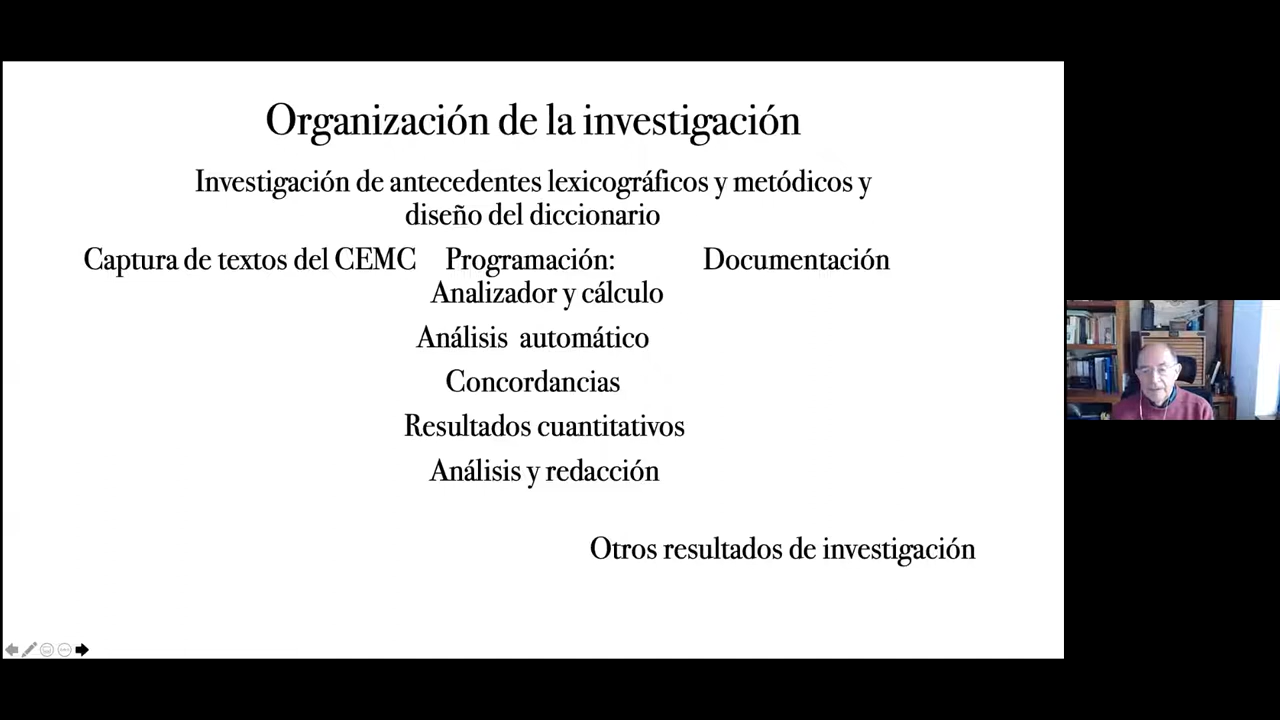 Organización de la investigación
Investigación de antecedentes lexicográficos y metódicos y
diseño del diccionario
Captura de textos del CEMC Programación: Documentación
Analizador y cálculo
Análisis automático
Concordancias
Resultados cuantitativos
Análisis y redacción
Otros resultados de investigación